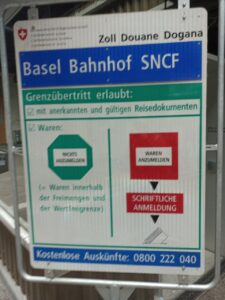 Zoll Douane Dogana
Basel Bahnhof SNCF
Grenzübertritt erlaubt:
mit anerkannten und gültigen Reisedokumenten
Waren:
NICHTS
ANZUMELDEN
WAREN
ANZUMELDEN
(= Waren innerhalb
der Freimengen und
der Wertfreigrenze)
SCHRIFTLICHE
ANMELDUNG
Kostenlose Auskünfte: 0800 222 040